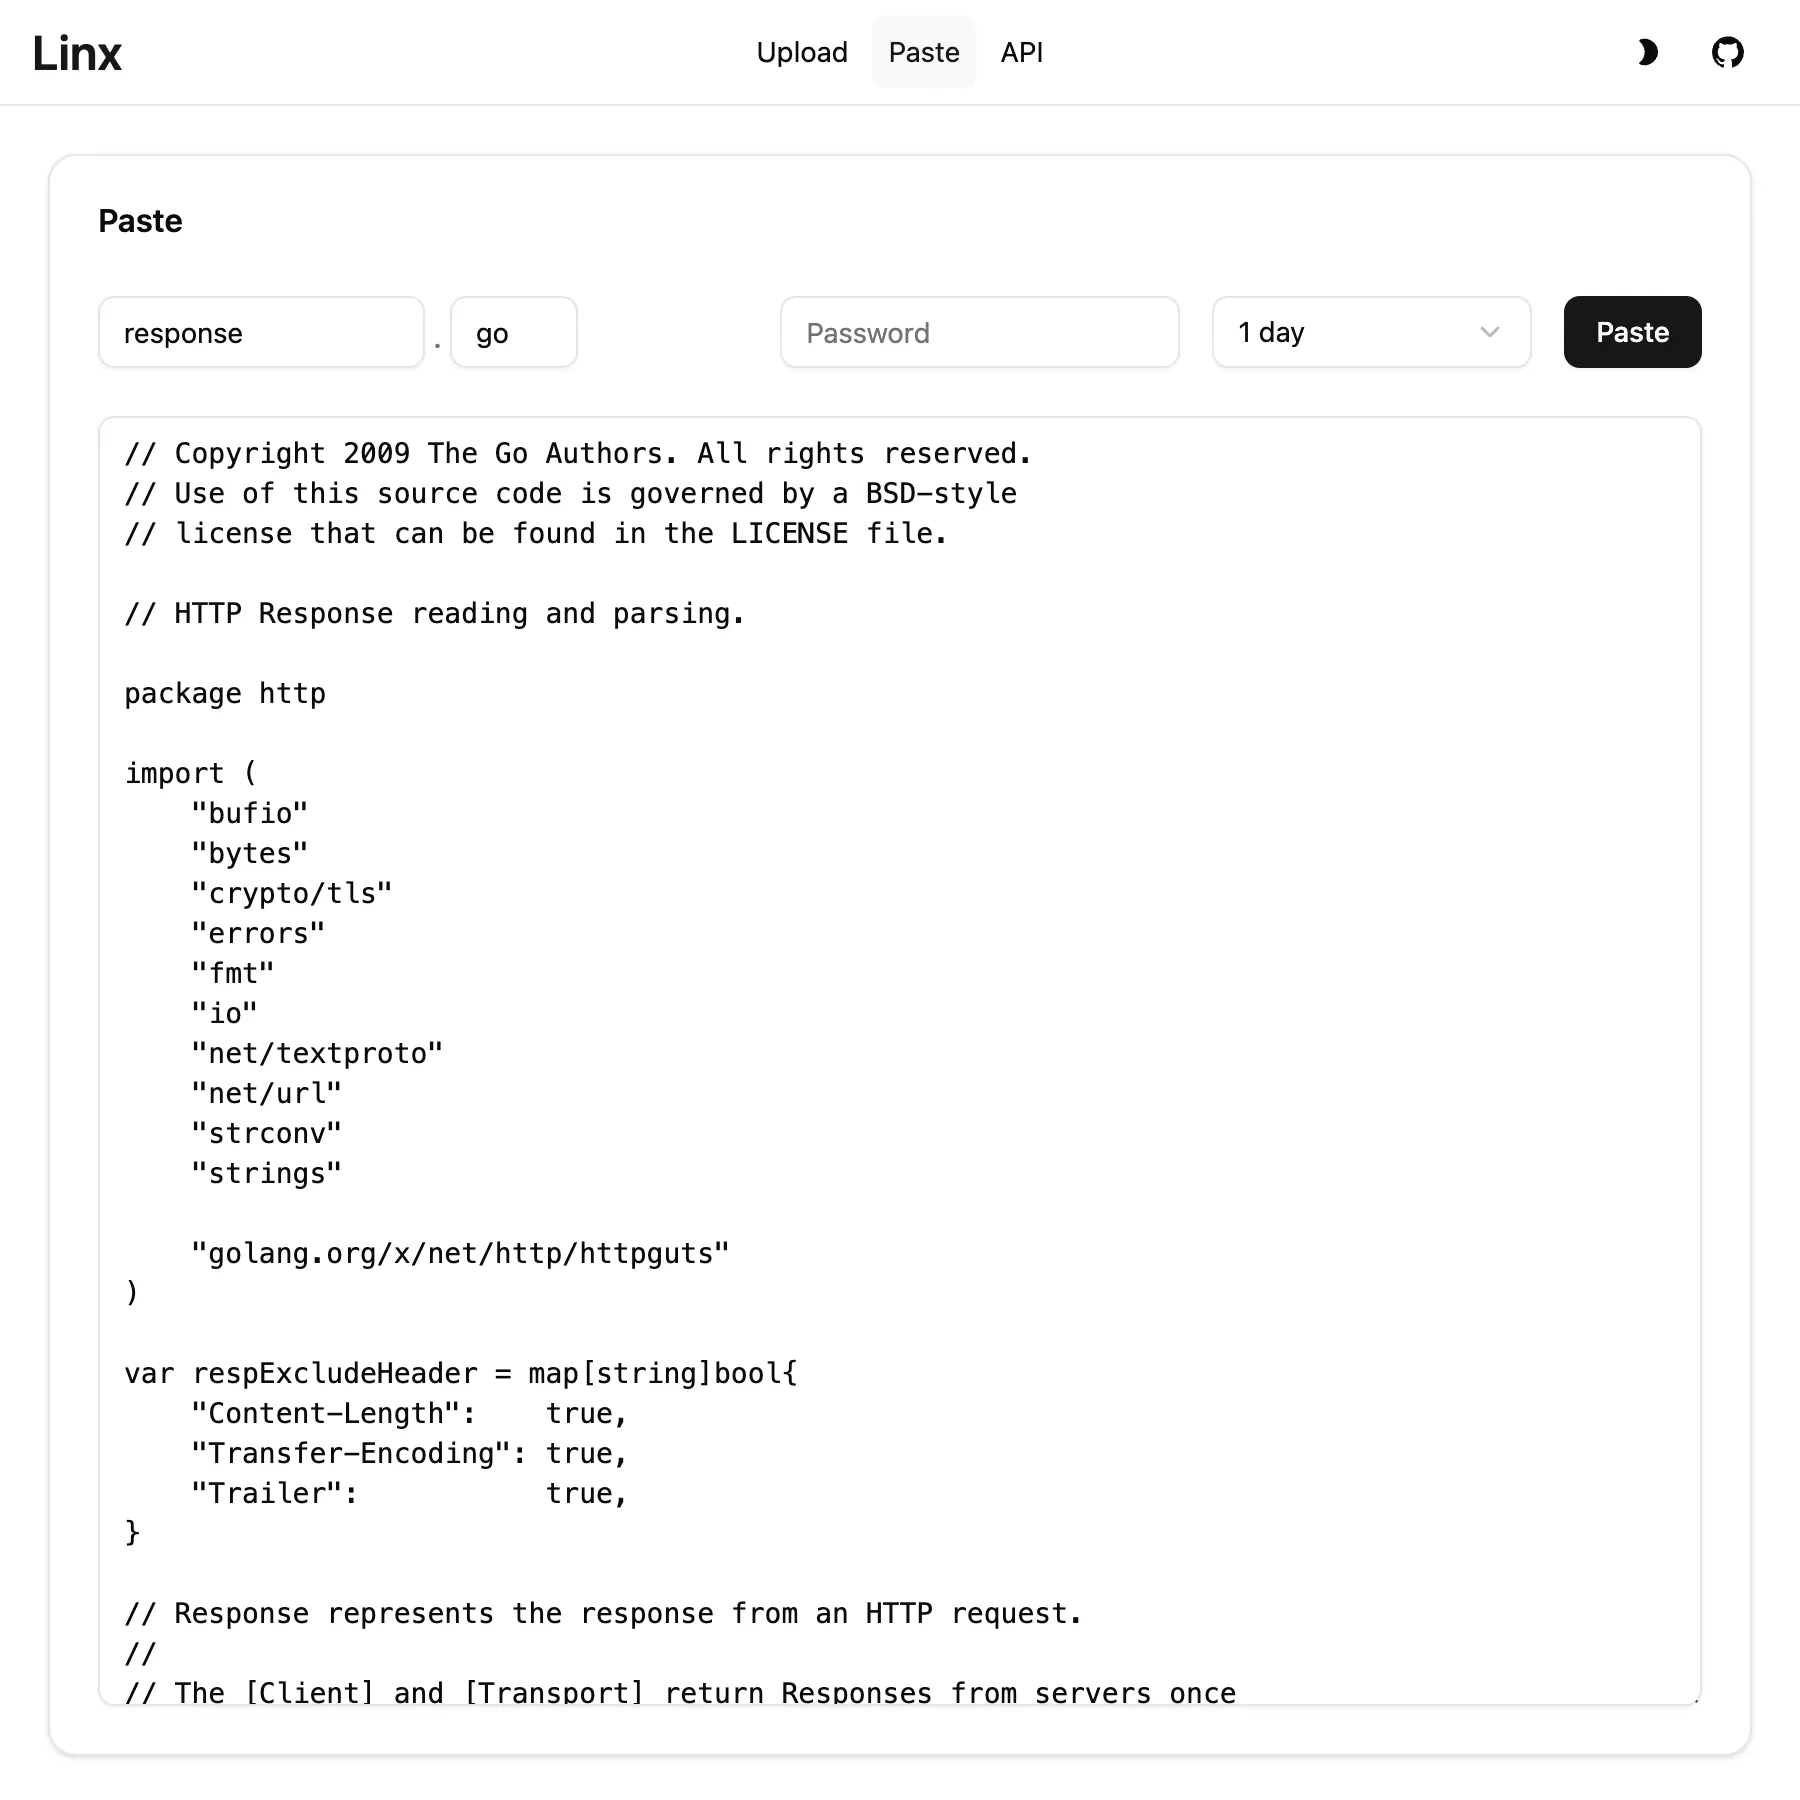 Linx
Upload Paste API
Paste
response . go Password 1 day Paste
// Copyright 2009 The Go Authors. All rights reserved.
// Use of this source code is governed by a BSD-style
// license that can be found in the LICENSE file.

// HTTP Response reading and parsing.

package http

import (
    "bufio"
    "bytes"
    "crypto/tls"
    "errors"
    "fmt"
    "io"
    "net/textproto"
    "net/url"
    "strconv"
    "strings"

    "golang.org/x/net/http/httpguts"
)

var respExcludeHeader = map[string]bool{
    "Content-Length":    true,
    "Transfer-Encoding": true,
    "Trailer":           true,
}

// Response represents the response from an HTTP request.
//
// The [Client] and [Transport] return Responses from servers once